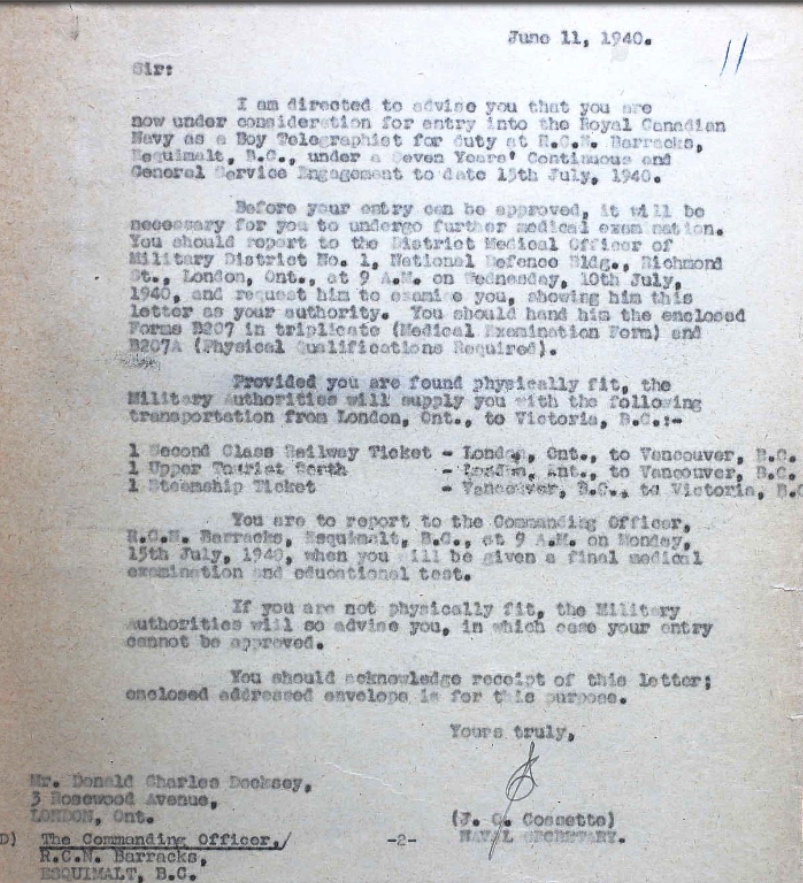 June 11, 1940.
11
Sir:
I am directed to advise you that you are
now under consideration for entry into the Royal Canadian
Navy as a Boy Telegraphist for duty at R.C.N. Barracks,
Esquimalt, B.C., under a Seven Years' Continuous and
General Service Engagement to date 15th July, 1940.
Before your entry can be approved, it will be
necessary for you to undergo further medical examination.
You should report to the District Medical Officer of
Military District No. 1, National Defence Bldg., Richmond
St., London, Ont., at 9 A.M. on Wednesday, 10th July,
1940, and request him to examine you, showing him this
letter as your authority. You should hand him the enclosed
Forms B207 in triplicate (Medical Examination Form) and
B207A (Physical Qualifications Required).
Provided you are found physically fit, the
Military Authorities will supply you with the following
transportation from London, Ont., to Victoria, B.C.:-
1 Second Class Railway Ticket - London, Ont., to Vancouver, B.C.
1 Upper Tourist Berth - London, Ont., to Vancouver, B.C.
1 Steamship Ticket - Vancouver, B.C., to Victoria, B.C
You are to report to the Commanding Officer,
R.C.N. Barracks, Esquimalt, B.C., at 9 A.M. on Monday,
15th July, 1940, when you will be given a final medical
examination and educational test.
If you are not physically fit, the Military
Authorities will so advise you, in which case your entry
cannot be approved.
You should acknowledge receipt of this letter;
enclosed addressed envelope is for this purpose.
Yours truly,
Mr. Donald Charles Docksey,
3 Rosewood Avenue,
LONDON, Ont.
(J. O. Cossette)
NAVAL SECRETARY.
D) The Commanding Officer,
-2-
R.C.N. Barracks,
ESQUIMALT, B.C.